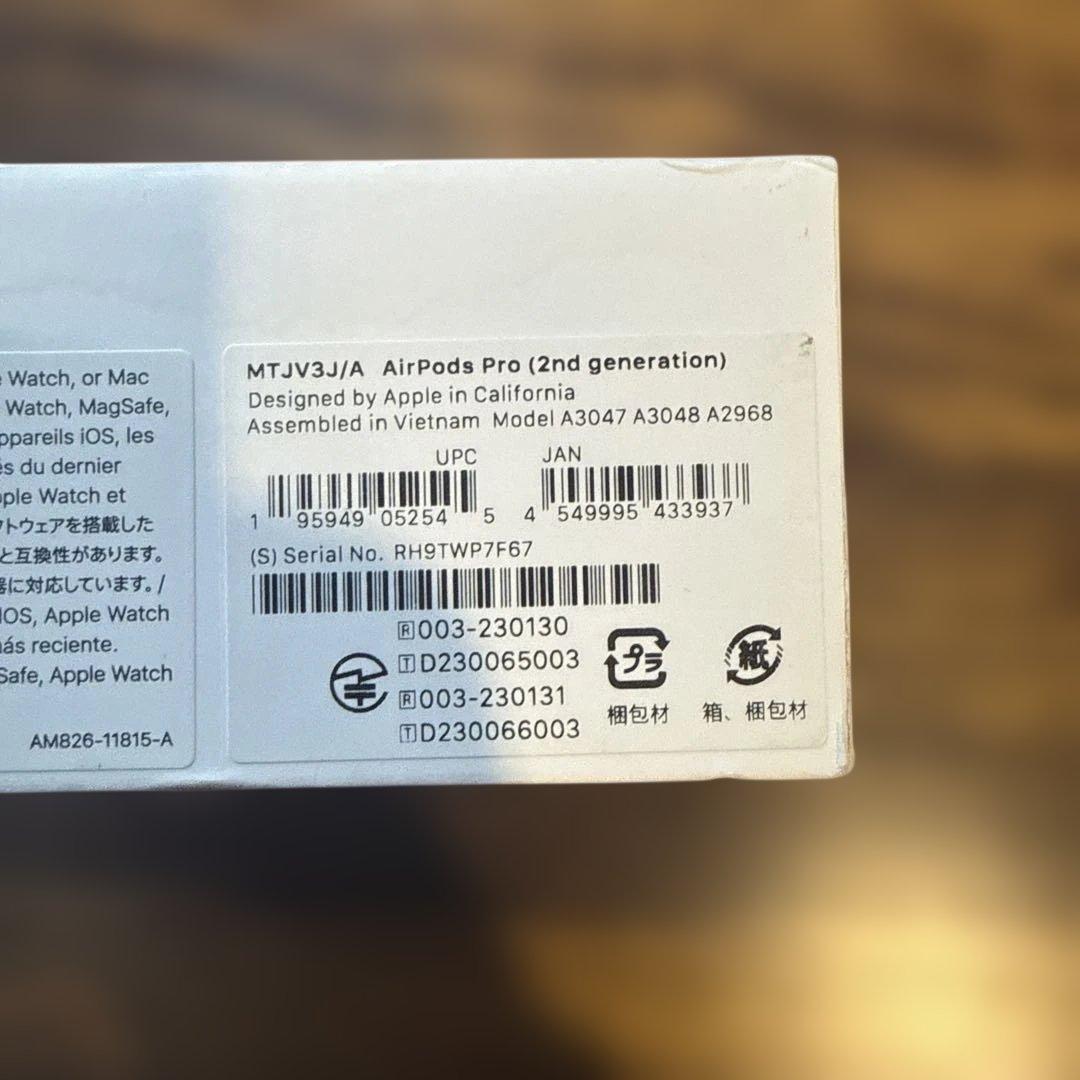 Watch, or Mac
Watch, MagSafe,
appareils iOS, les
du dernier
Apple Watch et
フトウェアを搭載した
と互換性があります。
器に対応しています。/
iOS, Apple Watch
más reciente.
Safe, Apple Watch
AM826-11815-A
MTJV3J/A AirPods Pro (2nd generation)
Designed by Apple in California
Assembled in Vietnam Model A3047 A3048 A2968
UPC
1 95949 05254 5
JAN
4 549995 433937
(S) Serial No. RH9TWP7F67
R 003-230130
T D230065003
R 003-230131
T D230066003
プラ
梱包材
紙
箱、梱包材